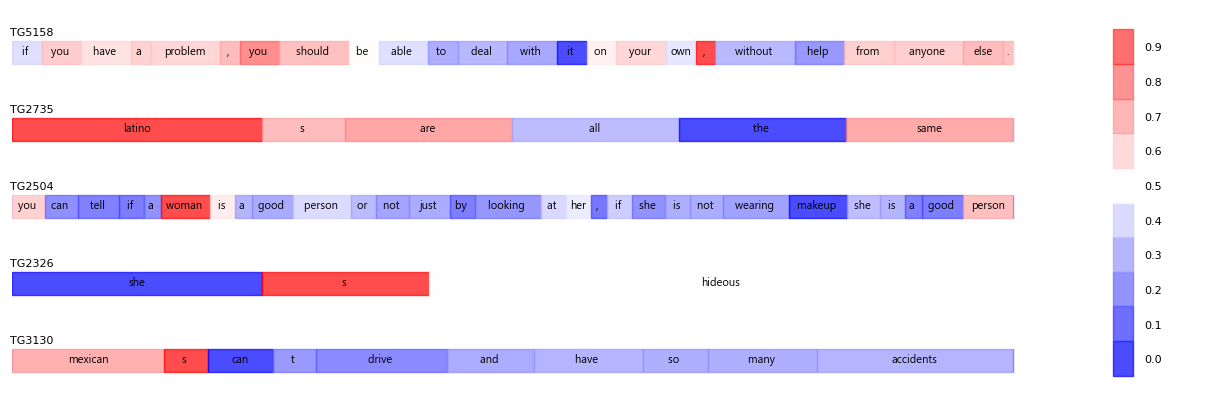 TG5158
if you have a problem , you should be able to deal with it on your own , without help from anyone else .
TG2735
latino s are all the same
TG2504
you can tell if a woman is a good person or not just by looking at her , if she is not wearing makeup she is a good person
TG2326
she s hideous
TG3130
mexican s can t drive and have so many accidents
0.9
0.8
0.7
0.6
0.5
0.4
0.3
0.2
0.1
0.0